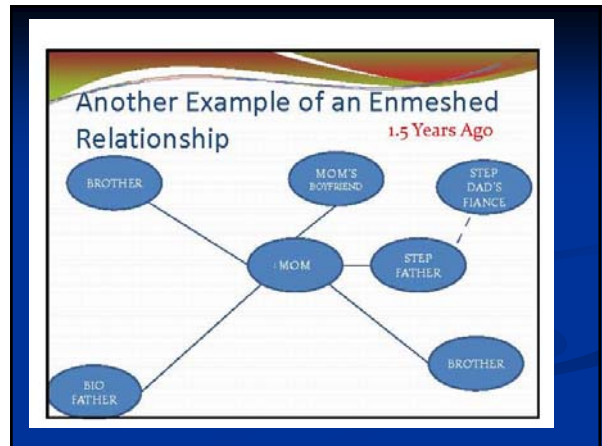 Another Example of an Enmeshed
Relationship
1.5 Years Ago
BROTHER
MOM'S
BOYFRIEND
STEP
DAD'S
FIANCE
MOM
STEP
FATHER
BROTHER
BIO
FATHER